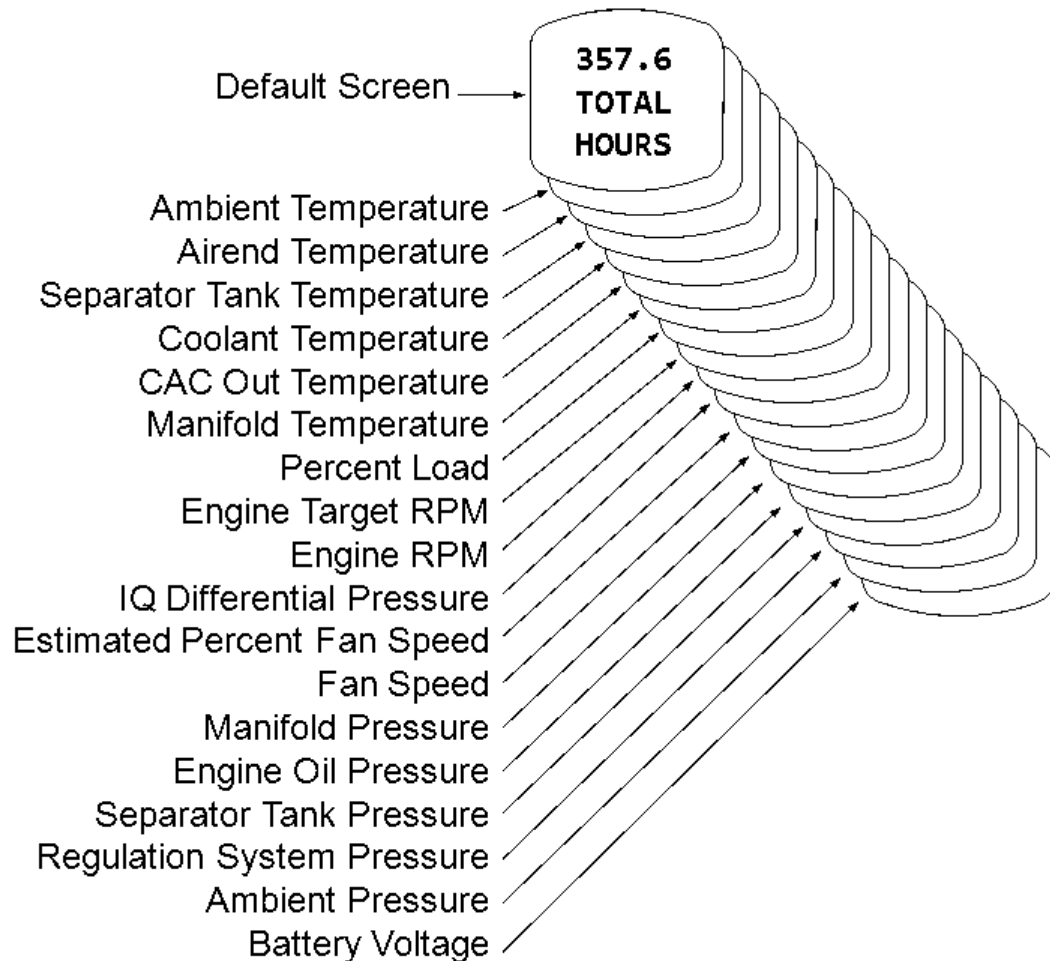 357.6
TOTAL
HOURS
Default Screen
Ambient Temperature
Airend Temperature
Separator Tank Temperature
Coolant Temperature
CAC Out Temperature
Manifold Temperature
Percent Load
Engine Target RPM
Engine RPM
IQ Differential Pressure
Estimated Percent Fan Speed
Fan Speed
Manifold Pressure
Engine Oil Pressure
Separator Tank Pressure
Regulation System Pressure
Ambient Pressure
Battery Voltage